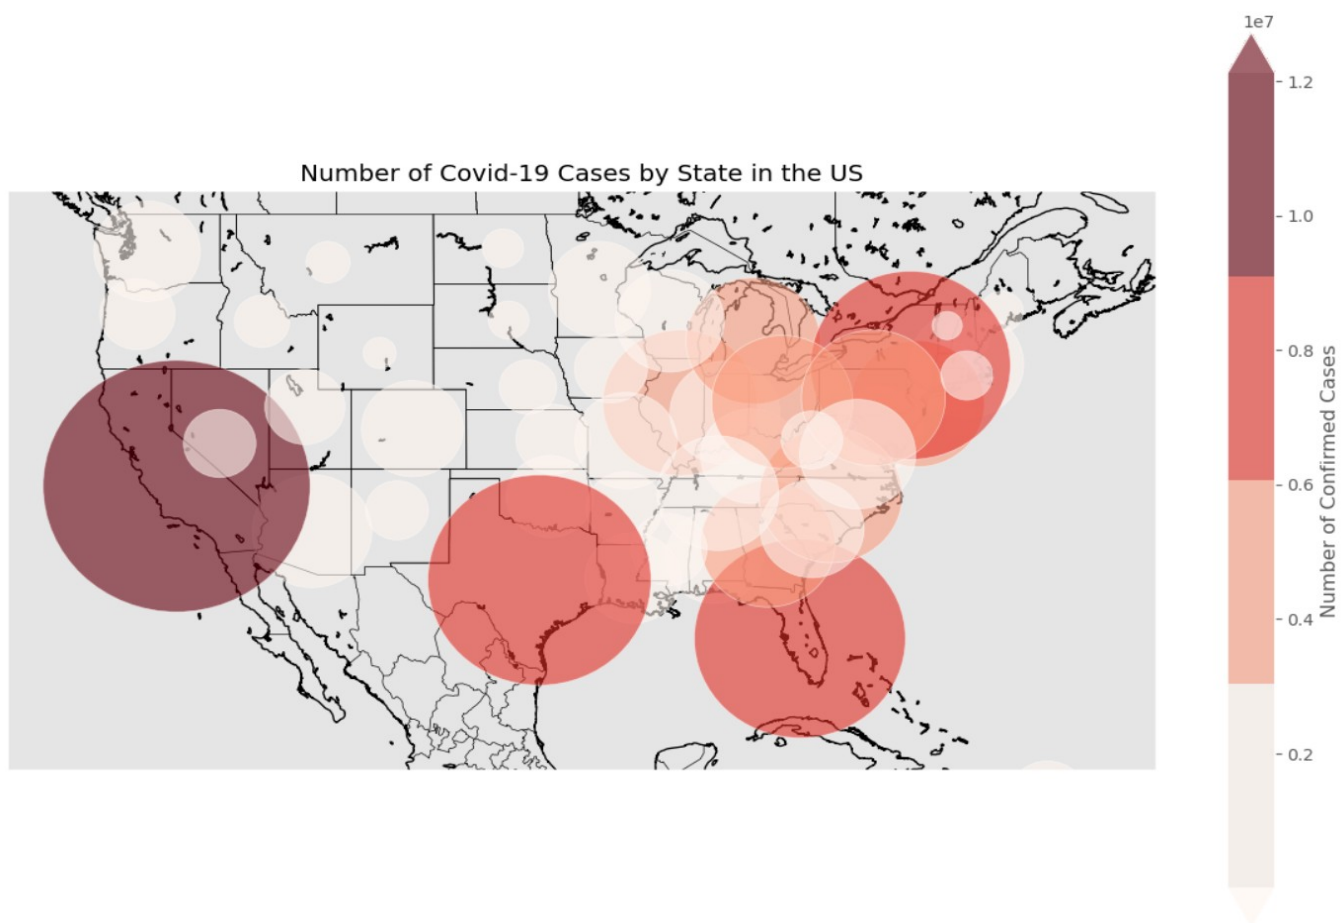 1e7
1.2
Number of Covid-19 Cases by State in the US
1.0
0.8
0.6
0.4
0.2
Number of Confirmed Cases